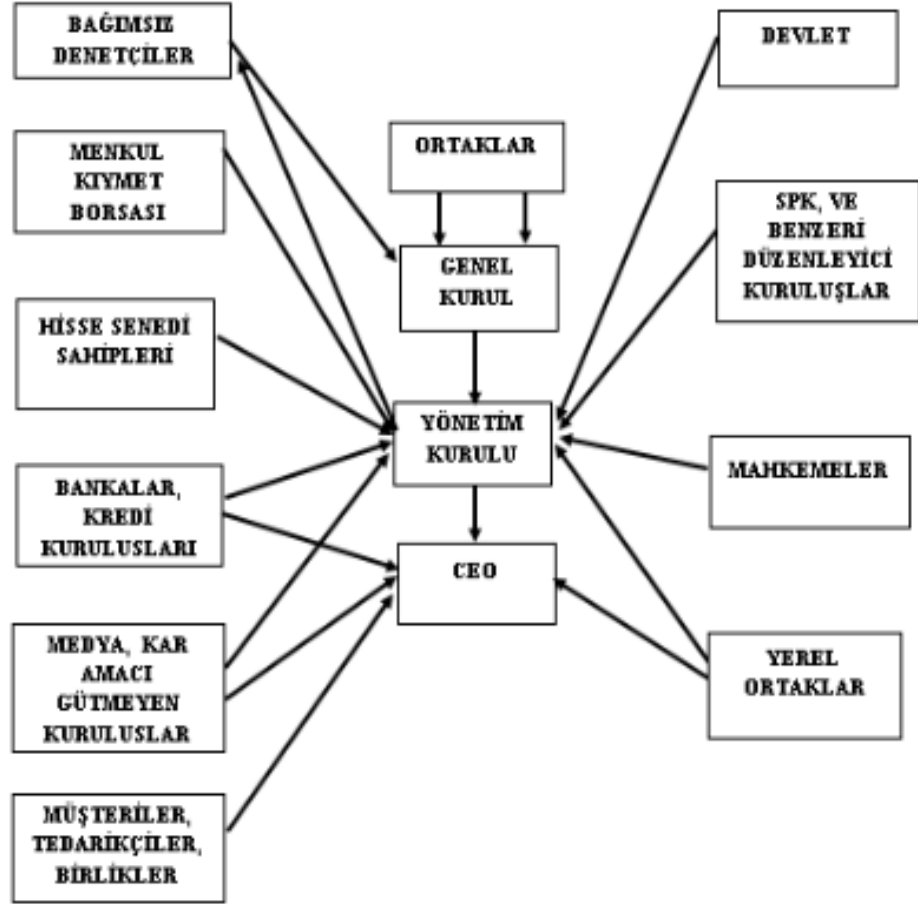 BAĞIMSIZ
DENETÇİLER
DEVLET
ORTAKLAR
MENKUL
KIYMET
BORSASI
SPK, VE
BENZERİ
DÜZENLEYİCİ
KURULUŞLAR
GENEL
KURUL
HİSSE SENEDİ
SAHİPLERİ
YÖNETİM
KURULU
MAHKEMELER
BANKALAR,
KREDİ
KURULUSLARI
CEO
MEDYA, KAR
AMACI
GÜTMEYEN
KURULUSLAR
YEREL
ORTAKLAR
MÜŞTERİLER,
TEDARİKÇİLER,
BİRLİKLER